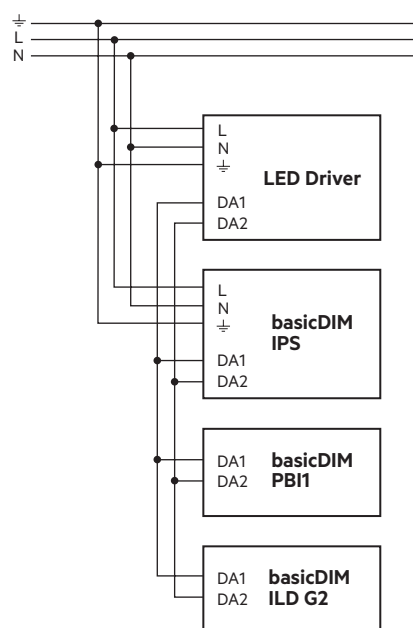 L
N
L
N
LED Driver
DA1
DA2
L
N
basicDIM
IPS
DA1
DA2
DA1
DA2
basicDIM
PBI1
DA1
DA2
basicDIM
ILD G2